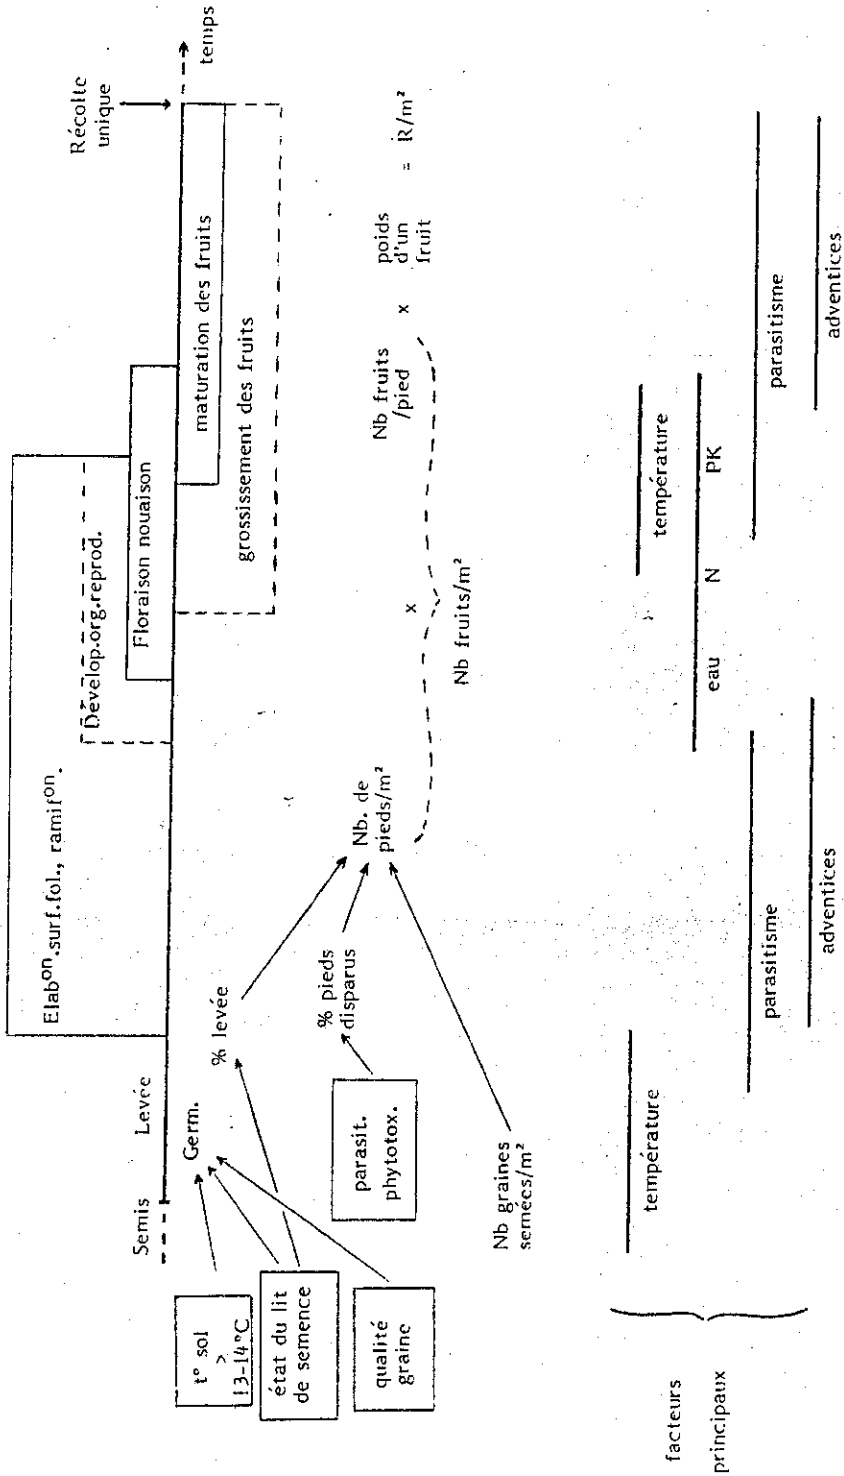 Récolte
unique
temps
Semis
Levée
Elab^on.surf.fol., ramif^on.
Develop.org.reprod.
Floraison nouaison
maturation des fruits
grossissement des fruits
t° sol
>
13-14°C
état du lit
de semence
qualité
graine
Germ.
% levée
parasit.
phytotox.
% pieds
disparus
Nb graines
semées/m²
Nb. de
pieds/m²
x
Nb fruits
/pied
x
poids
d'un
fruit
= R/m²
Nb fruits/m²
facteurs
principaux
température
température
eau N PK
parasitisme
parasitisme
adventices
adventices